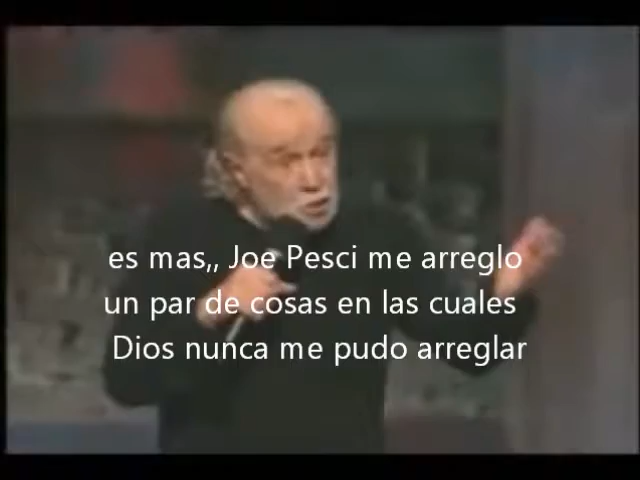 es mas,, Joe Pesci me arreglo
un par de cosas en las cuales
Dios nunca me pudo arreglar